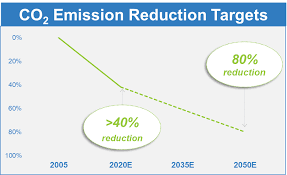 CO₂ Emission Reduction Targets
0%
20%
40%
60%
80%
100%
>40%
reduction
80%
reduction
2005 2020E 2035E 2050E